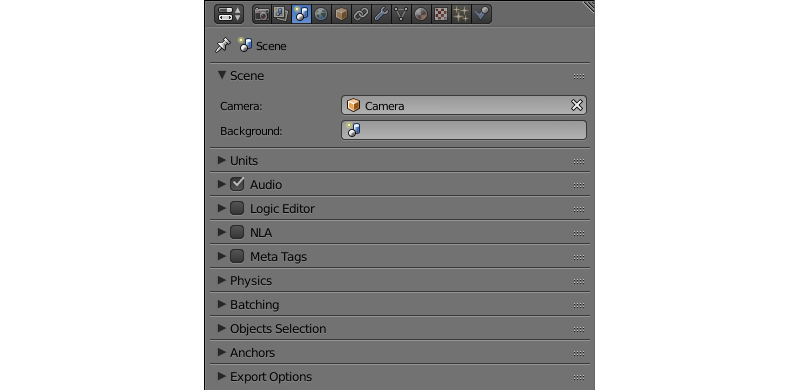 Scene
Scene
Camera: Camera
Background:
Units
Audio
Logic Editor
NLA
Meta Tags
Physics
Batching
Objects Selection
Anchors
Export Options